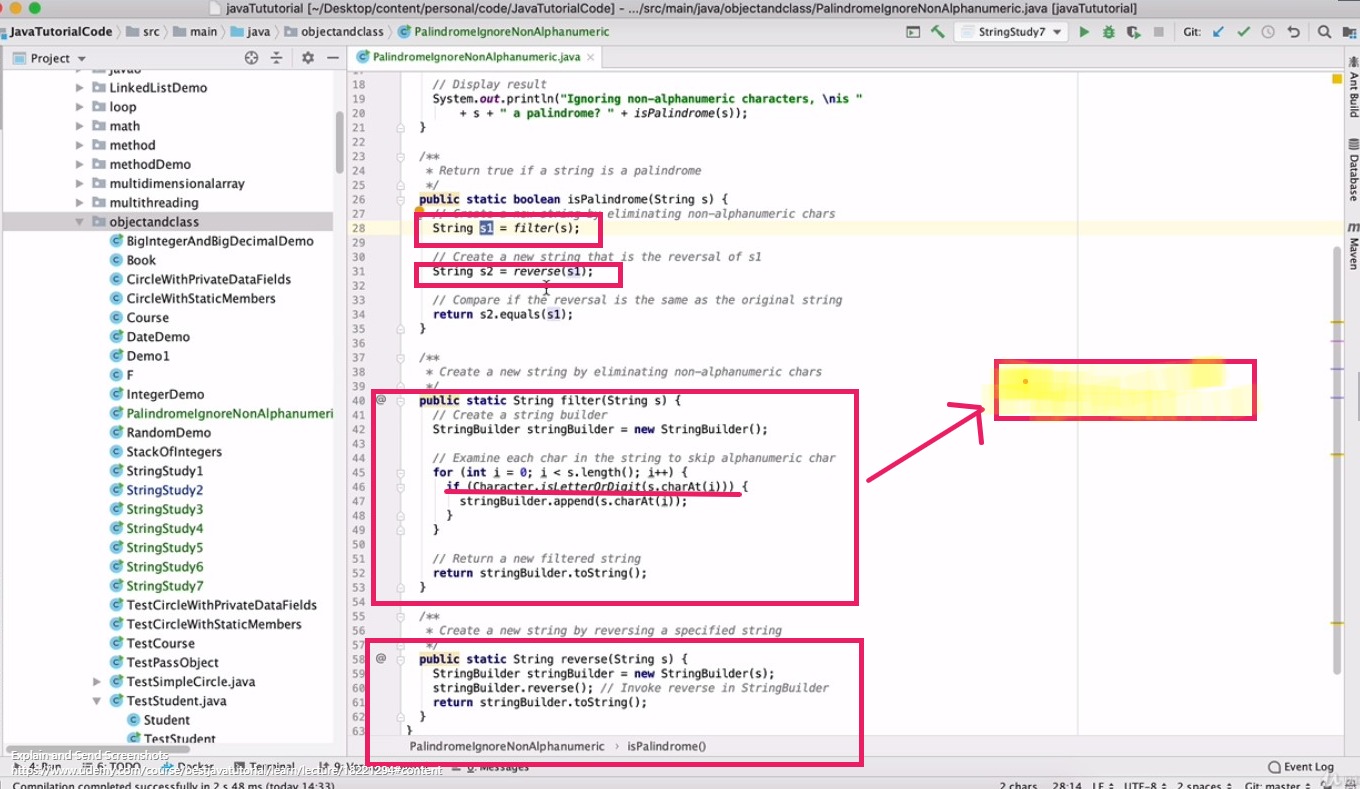 javaTututorial [~/Desktop/content/personal/code/JavaTutorialCode] - .../src/main/java/objectandclass/PalindromeIgnoreNonAlphanumeric.java [javaTututorial]
JavaTutorialCode src main java objectandclass PalindromeIgnoreNonAlphanumeric StringStudy7 Git:
Project
PalindromeIgnoreNonAlphanumeric.java
LinkedListDemo
loop
math
method
methodDemo
multidimensionalarray
multithreading
objectandclass
BigIntegerAndBigDecimalDemo
Book
CircleWithPrivateDataFields
CircleWithStaticMembers
Course
DateDemo
Demo1
F
IntegerDemo
PalindromeIgnoreNonAlphanumeri
RandomDemo
StackOfIntegers
StringStudy1
StringStudy2
StringStudy3
StringStudy4
StringStudy5
StringStudy6
StringStudy7
TestCircleWithPrivateDataFields
TestCircleWithStaticMembers
TestCourse
TestPassObject
TestSimpleCircle.java
TestStudent.java
Student
TestStudent
18 // Display result
19 System.out.println("Ignoring non-alphanumeric characters, \nis "
20 + s + " a palindrome? " + isPalindrome(s));
21 }
22
23 /**
24 * Return true if a string is a palindrome
25 */
26 public static boolean isPalindrome(String s) {
27 // Create a new string by eliminating non-alphanumeric chars
28 String s1 = filter(s);
29
30 // Create a new string that is the reversal of s1
31 String s2 = reverse(s1);
32
33 // Compare if the reversal is the same as the original string
34 return s2.equals(s1);
35 }
36
37 /**
38 * Create a new string by eliminating non-alphanumeric chars
39 */
40 @ public static String filter(String s) {
41 // Create a string builder
42 StringBuilder stringBuilder = new StringBuilder();
43
44 // Examine each char in the string to skip alphanumeric char
45 for (int i = 0; i < s.length(); i++) {
46 if (Character.isLetterOrDigit(s.charAt(i))) {
47 stringBuilder.append(s.charAt(i));
48 }
49 }
50
51 // Return a new filtered string
52 return stringBuilder.toString();
53 }
54
55 /**
56 * Create a new string by reversing a specified string
57 */
58 @ public static String reverse(String s) {
59 StringBuilder stringBuilder = new StringBuilder(s);
60 stringBuilder.reverse(); // Invoke reverse in StringBuilder
61 return stringBuilder.toString();
62 }
63 }
PalindromeIgnoreNonAlphanumeric › isPalindrome()
Ant Build
Database
Maven
Explain and Send Screenshots
4: Run 6: TODO Docker Terminal 0: Messages Event Log
https://www.udemy.com/course/bestjavatutorial/learn/lecture/18221294#content
Compilation completed successfully in 2 s 48 ms (today 14:33) 2 chars 28:14 LF UTF-8 2 spaces Git: master